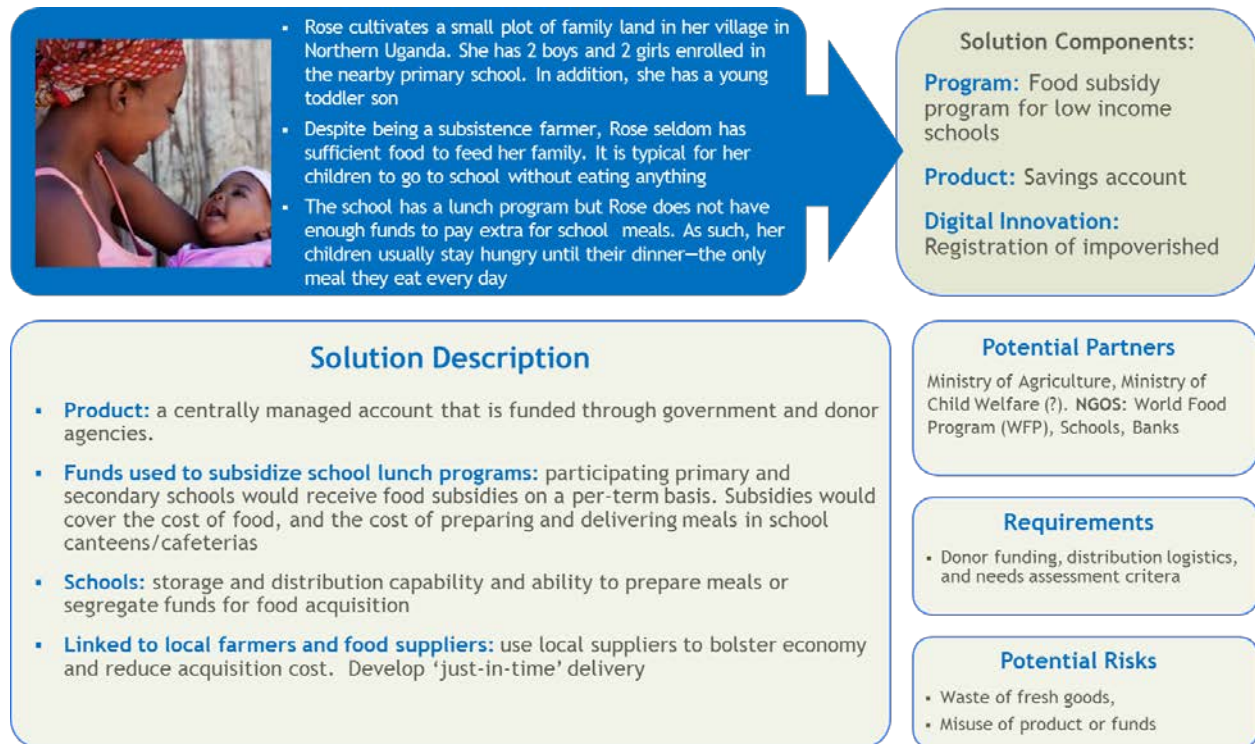 ▪ Rose cultivates a small plot of family land in her village in
Northern Uganda. She has 2 boys and 2 girls enrolled in
the nearby primary school. In addition, she has a young
toddler son
▪ Despite being a subsistence farmer, Rose seldom has
sufficient food to feed her family. It is typical for her
children to go to school without eating anything
▪ The school has a lunch program but Rose does not have
enough funds to pay extra for school meals. As such, her
children usually stay hungry until their dinner—the only
meal they eat every day
Solution Components:
Program: Food subsidy
program for low income
schools
Product: Savings account
Digital Innovation:
Registration of impoverished
Solution Description
▪ Product: a centrally managed account that is funded through government and donor
agencies.
▪ Funds used to subsidize school lunch programs: participating primary and
secondary schools would receive food subsidies on a per-term basis. Subsidies would
cover the cost of food, and the cost of preparing and delivering meals in school
canteens/cafeterias
▪ Schools: storage and distribution capability and ability to prepare meals or
segregate funds for food acquisition
▪ Linked to local farmers and food suppliers: use local suppliers to bolster economy
and reduce acquisition cost. Develop ‘just-in-time’ delivery
Potential Partners
Ministry of Agriculture, Ministry of
Child Welfare (?). NGOS: World Food
Program (WFP), Schools, Banks
Requirements
▪ Donor funding, distribution logistics,
and needs assessment critera
Potential Risks
▪ Waste of fresh goods,
▪ Misuse of product or funds